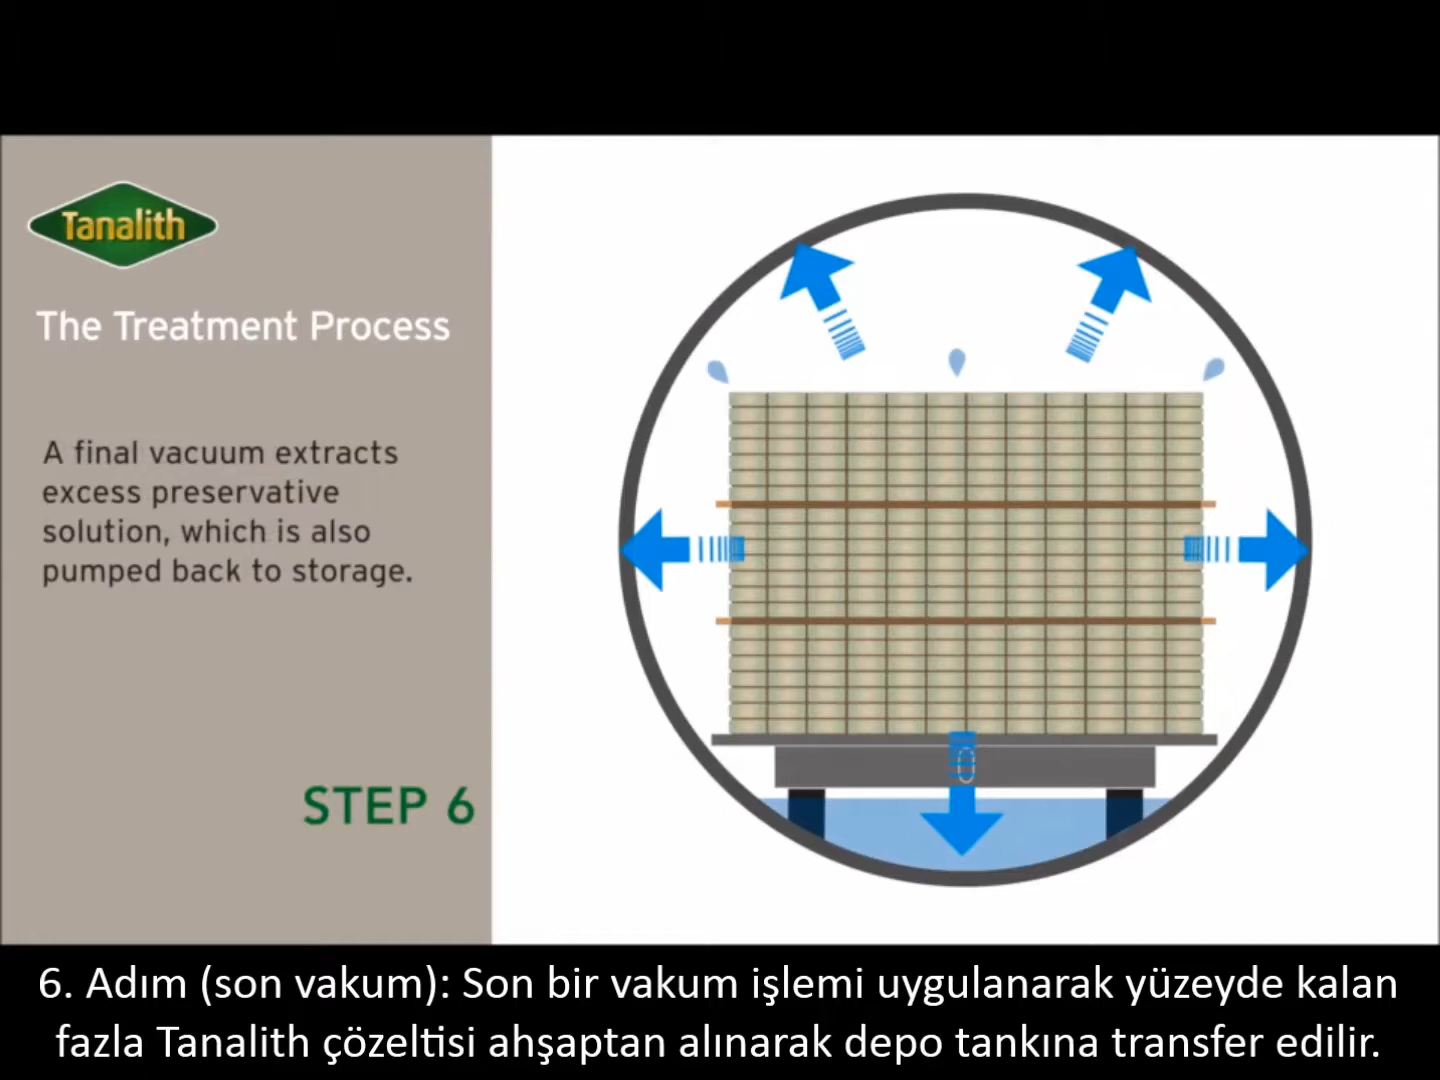 Tanalith
The Treatment Process
A final vacuum extracts
excess preservative
solution, which is also
pumped back to storage.
STEP 6
6. Adım (son vakum): Son bir vakum işlemi uygulanarak yüzeyde kalan
fazla Tanalith çözeltisi ahşaptan alınarak depo tankına transfer edilir.